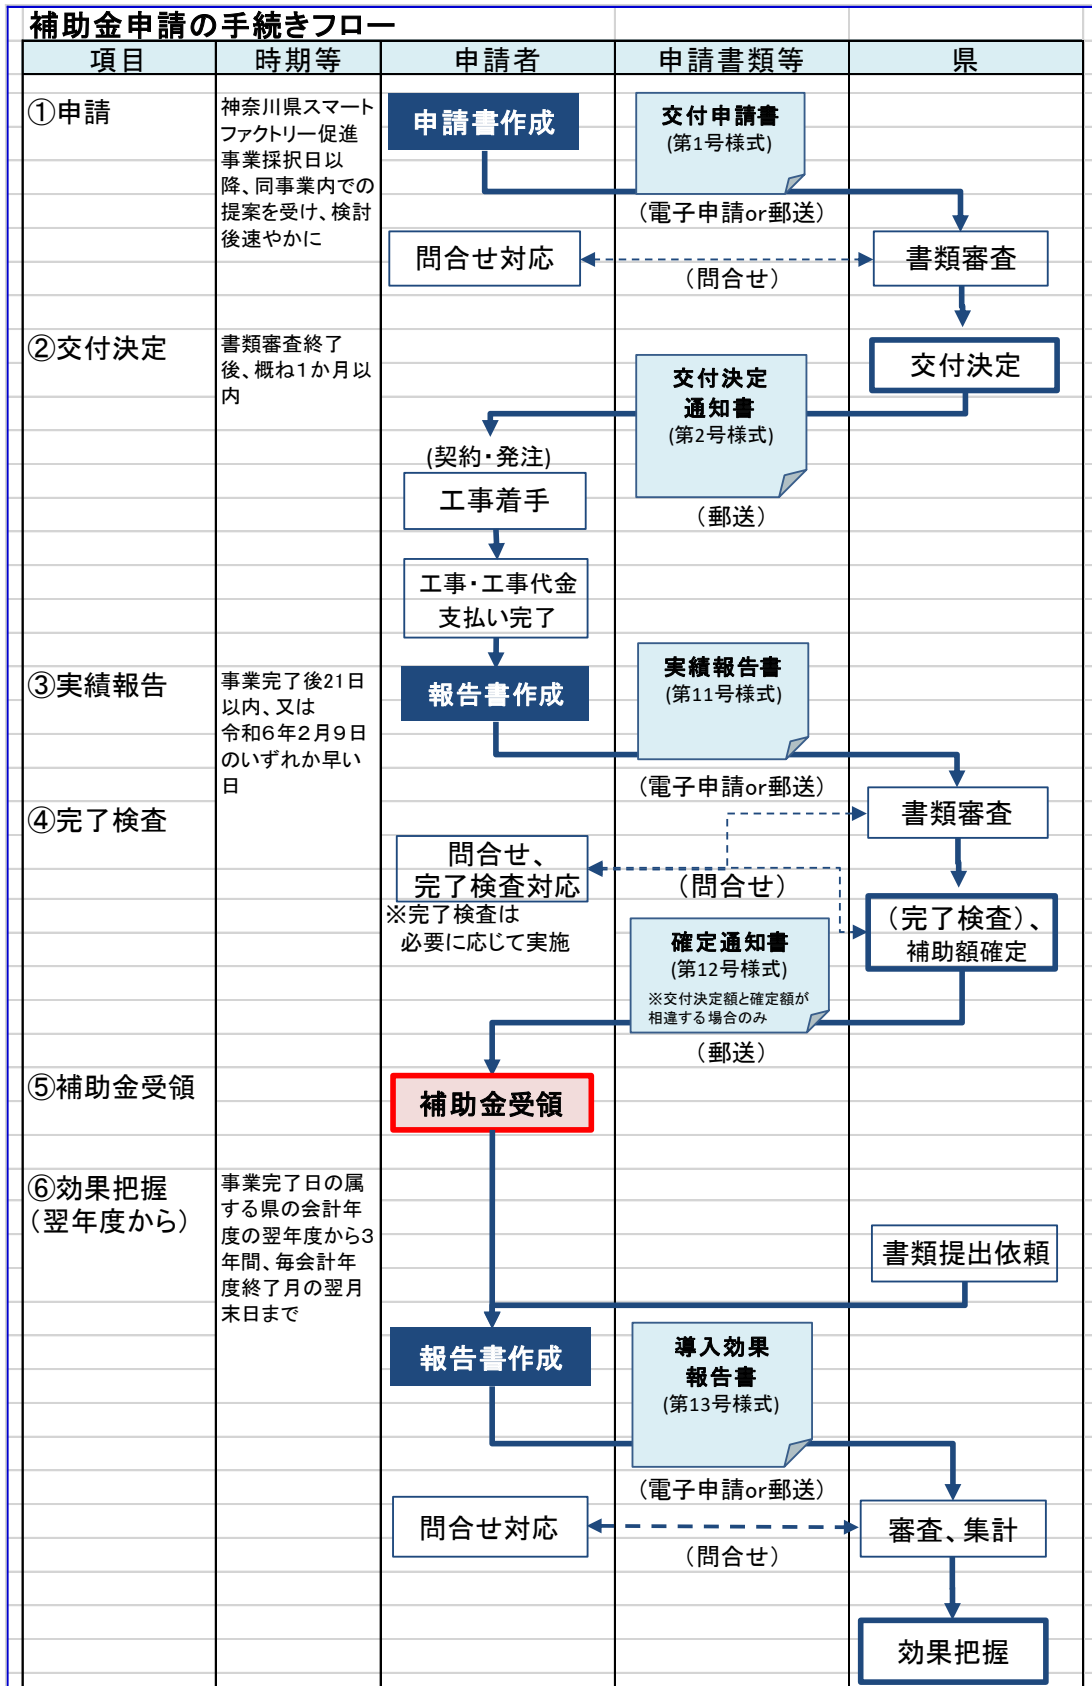 補助金申請の手続きフロー
項目 時期等 申請者 申請書類等 県
①申請
神奈川県スマート
ファクトリー促進
事業採択日以
降、同事業内での
提案を受け、検討
後速やかに
申請書作成
交付申請書
(第1号様式)
（電子申請or郵送）
問合せ対応
（問合せ）
書類審査
②交付決定
書類審査終了
後、概ね１か月以
内
交付決定
交付決定
通知書
(第2号様式)
（郵送）
(契約・発注)
工事着手
工事・工事代金
支払い完了
③実績報告
事業完了後21日
以内、又は
令和６年２月９日
のいずれか早い
日
報告書作成
実績報告書
(第11号様式)
（電子申請or郵送）
書類審査
④完了検査
問合せ、
完了検査対応
※完了検査は
必要に応じて実施
（問合せ）
（完了検査）、
補助額確定
確定通知書
(第12号様式)
※交付決定額と確定額が
相違する場合のみ
（郵送）
⑤補助金受領
補助金受領
⑥効果把握
（翌年度から）
事業完了日の属
する県の会計年
度の翌年度から３
年間、毎会計年
度終了月の翌月
末日まで
書類提出依頼
報告書作成
導入効果
報告書
(第13号様式)
（電子申請or郵送）
問合せ対応
（問合せ）
審査、集計
効果把握